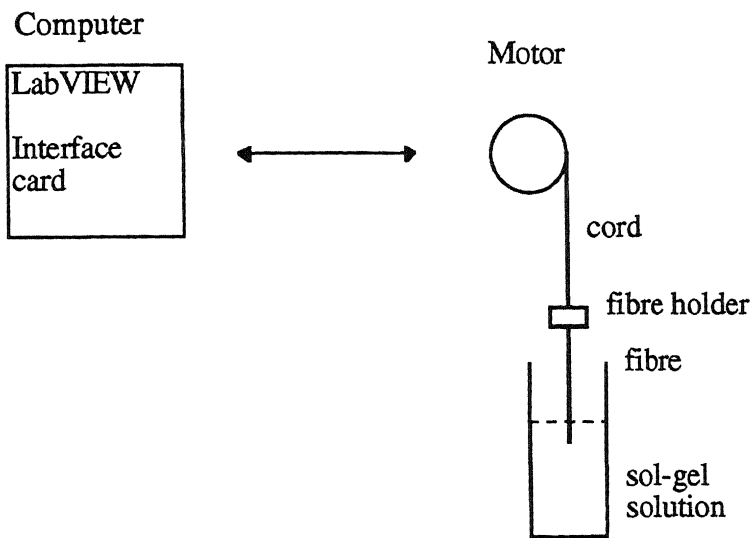 Computer
LabVIEW
Interface
card
Motor
cord
fibre holder
fibre
sol-gel
solution